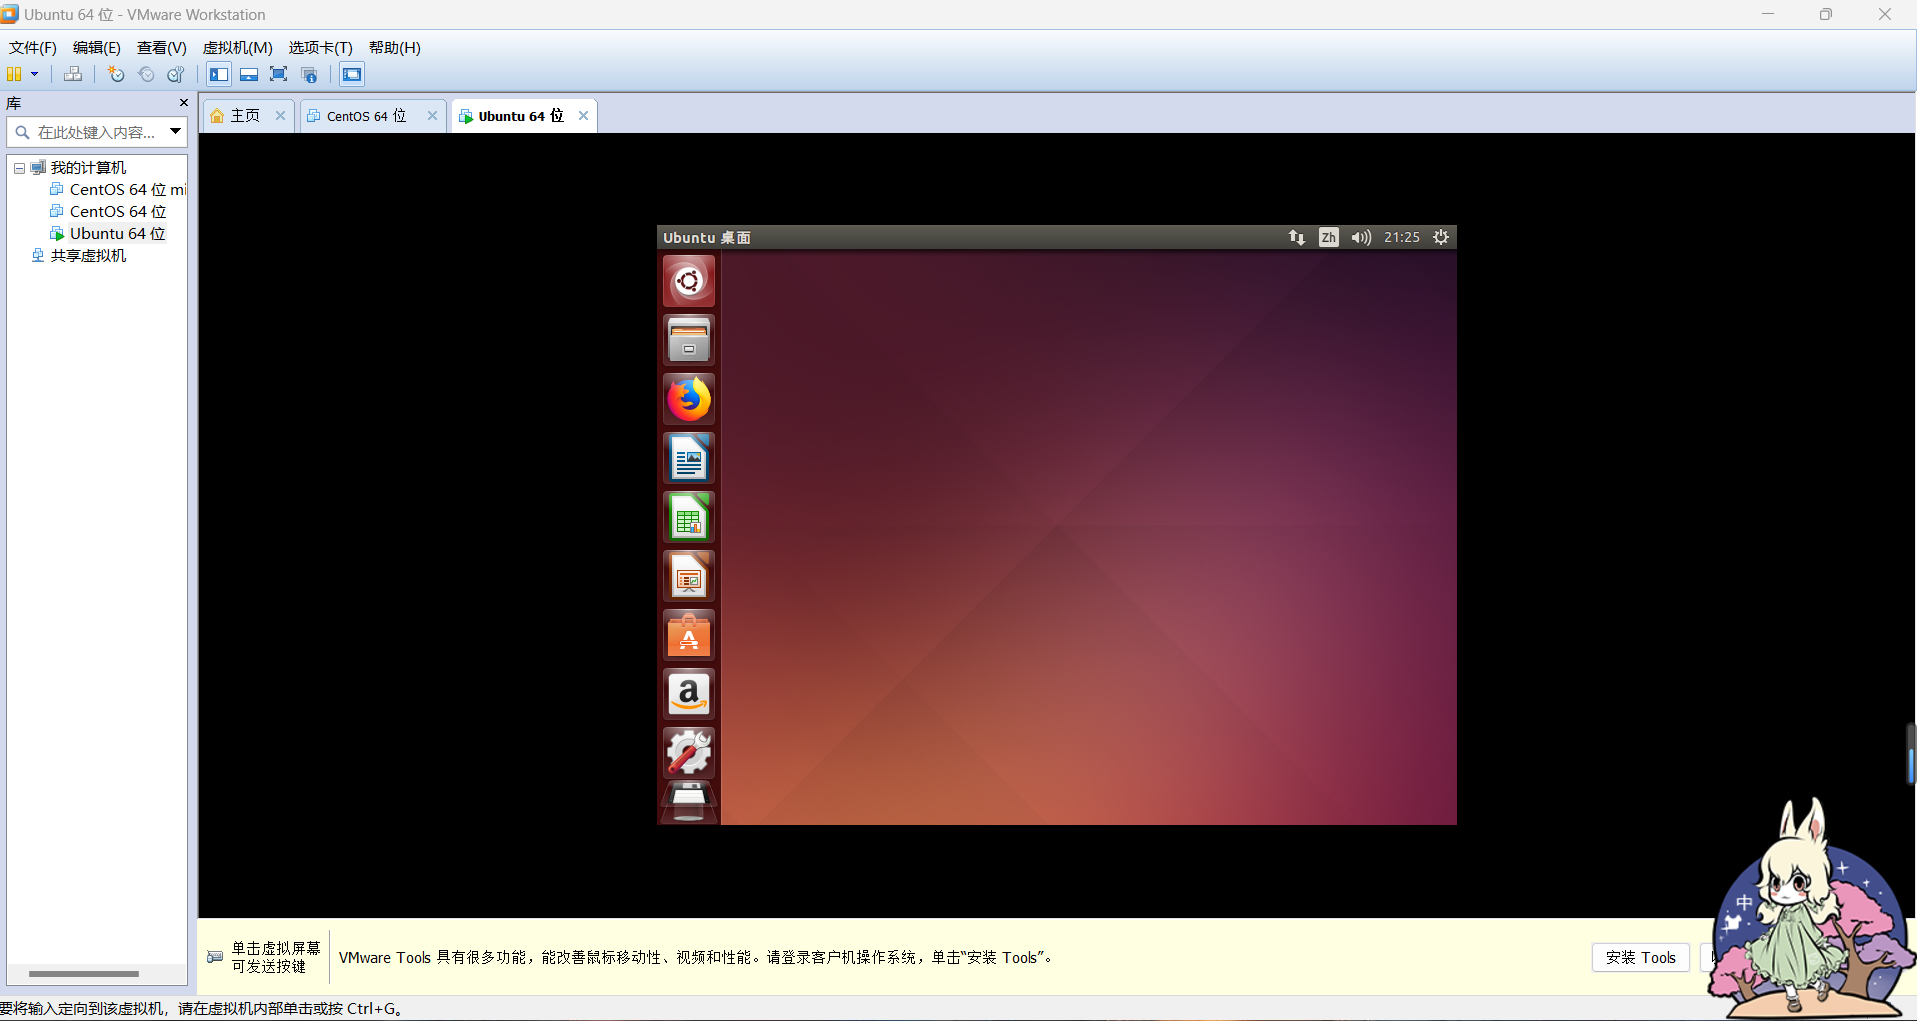 Ubuntu 64 位 - VMware Workstation
文件(F) 编辑(E) 查看(V) 虚拟机(M) 选项卡(T) 帮助(H)
库
在此处键入内容...
主页
CentOS 64 位
Ubuntu 64 位
我的计算机
CentOS 64 位 mi
CentOS 64 位
Ubuntu 64 位
共享虚拟机
Ubuntu 桌面
Zh
21:25
单击虚拟屏幕
可发送按键
VMware Tools 具有很多功能，能改善鼠标移动性、视频和性能。请登录客户机操作系统，单击“安装 Tools”。
安装 Tools
中
要将输入定向到该虚拟机，请在虚拟机内部单击或按 Ctrl+G。